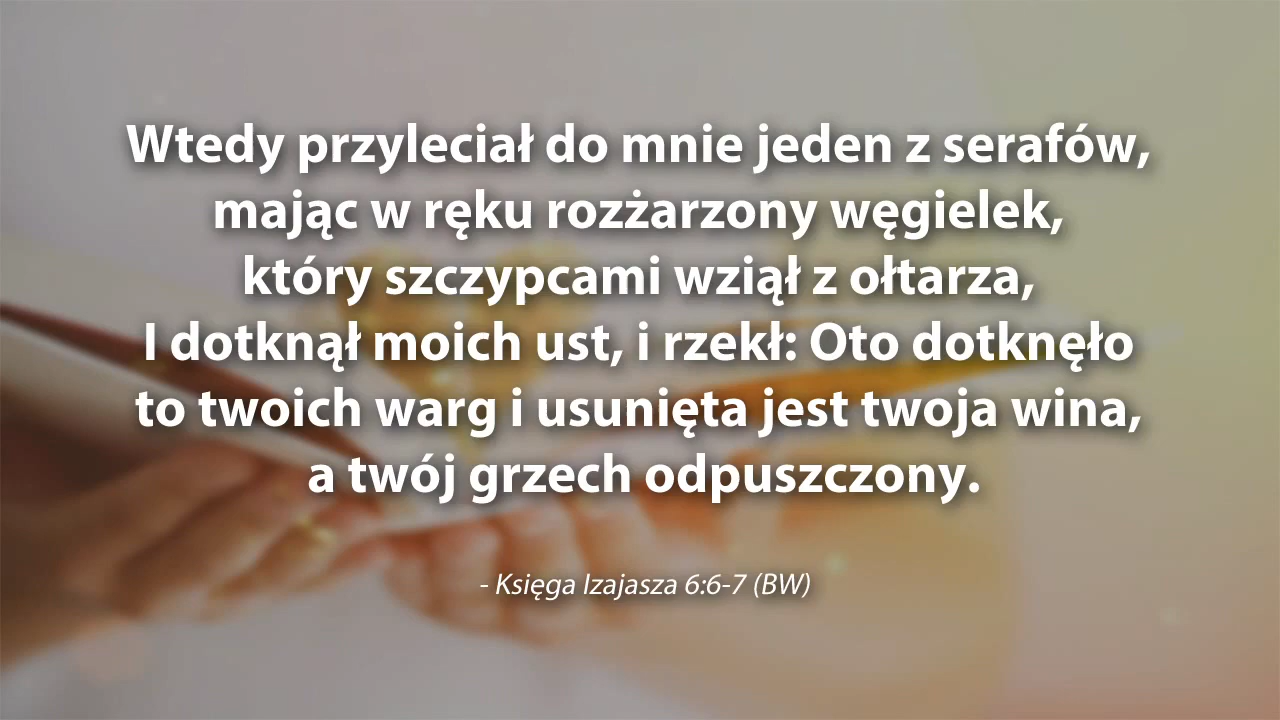 Wtedy przyleciał do mnie jeden z serafów,
mając w ręku rozżarzony węgielek,
który szczypcami wziął z ołtarza,
I dotknął moich ust, i rzekł: Oto dotknęło
to twoich warg i usunięta jest twoja wina,
a twój grzech odpuszczony.
- Księga Izajasza 6:6-7 (BW)